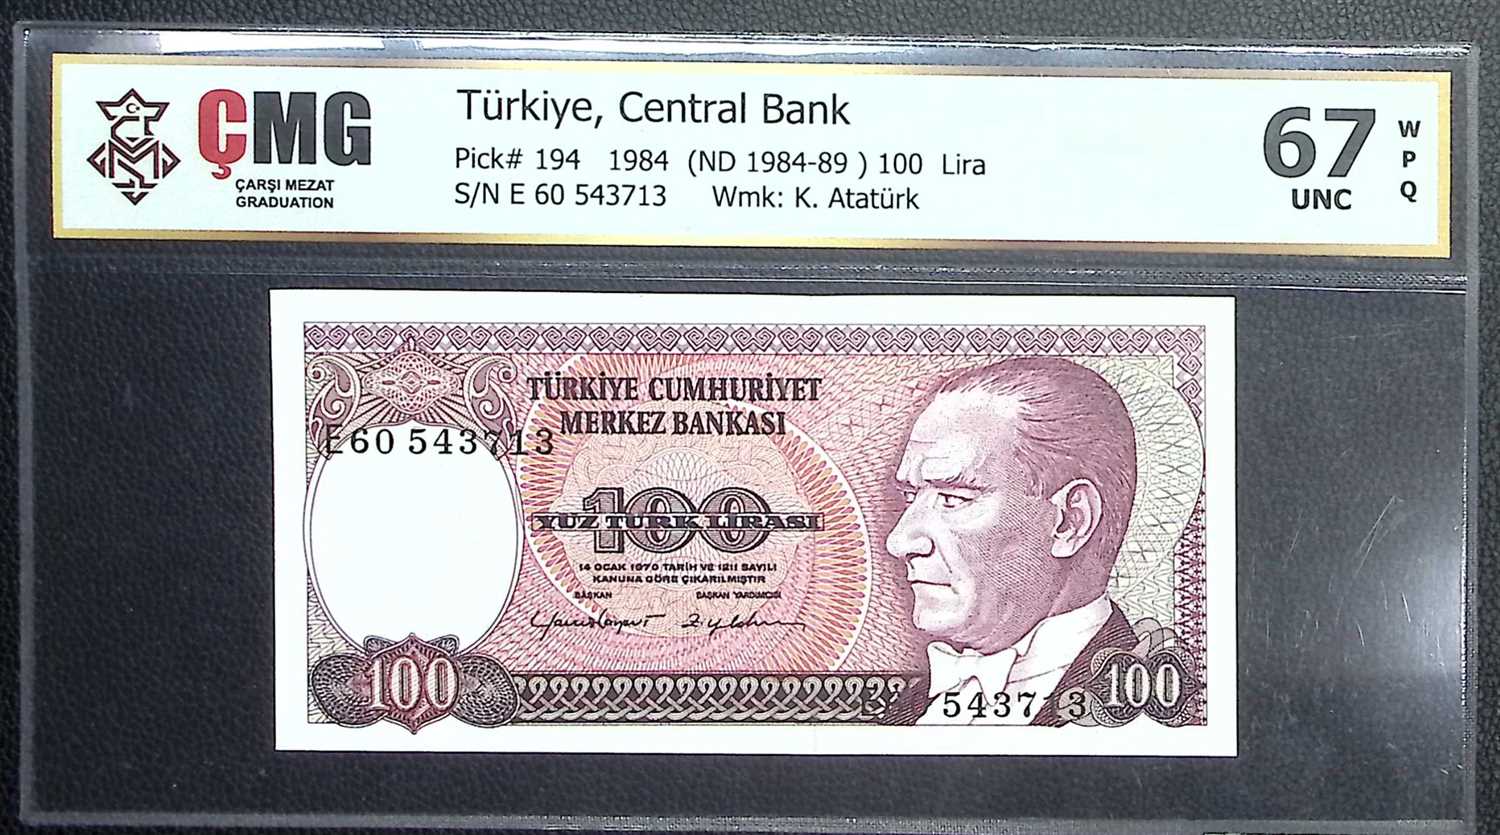 ÇMG
ÇARŞI MEZAT
GRADUATION
Türkiye, Central Bank
Pick# 194 1984 (ND 1984-89 ) 100 Lira
S/N E 60 543713 Wmk: K. Atatürk
67
UNC
W
P
Q
TÜRKİYE CUMHURİYET
MERKEZ BANKASI
E60 543713
100
YÜZ TÜRK LİRASI
14 OCAK 1970 TARİH VE 1211 SAYILI
KANUNA GÖRE ÇIKARILMIŞTIR
BAŞKAN BAŞKAN YARDIMCISI
100
543713
100